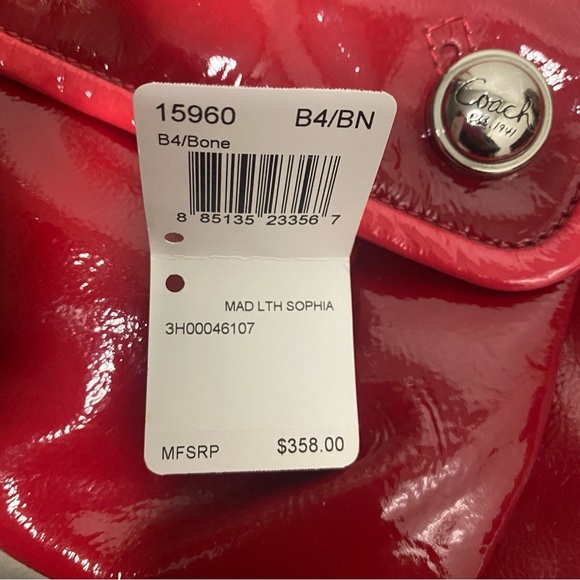 15960 B4/BN
B4/Bone
8 85135 23356 7
MAD LTH SOPHIA
3H00046107
MFSRP $358.00
Coach
Est. 1941